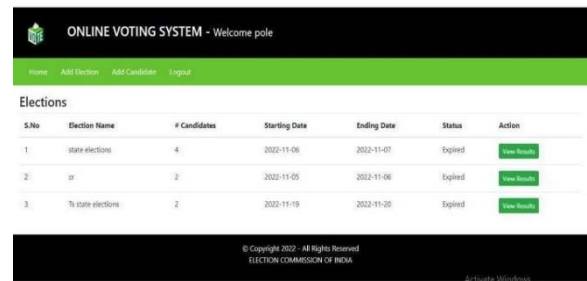 ONLINE VOTING SYSTEM - Welcome pole
Home Add Election Add Candidate Logout
Elections
S.No Election Name # Candidates Starting Date Ending Date Status Action
1 state elections 4 2022-11-06 2022-11-07 Expired View Results
2 sr 2 2022-11-05 2022-11-06 Expired View Results
3 Ts state elections 2 2022-11-19 2022-11-20 Expired View Results
© Copyright 2022 - All Rights Reserved
ELECTION COMMISSION OF INDIA
Activate Windows